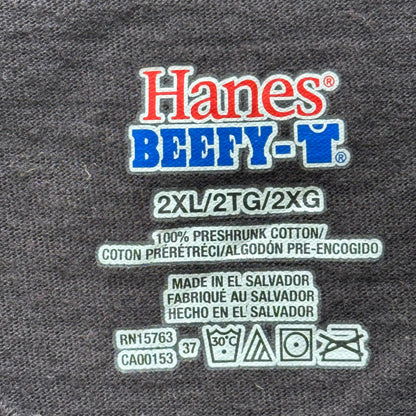 Hanes®
BEEFY-T®
2XL/2TG/2XG
100% PRESHRUNK COTTON/
COTON PRÉRÉTRÉCI/ALGODÓN PRE-ENCOGIDO
MADE IN EL SALVADOR
FABRIQUÉ AU SALVADOR
HECHO EN EL SALVADOR
RN15763
CA00153
37
30°C